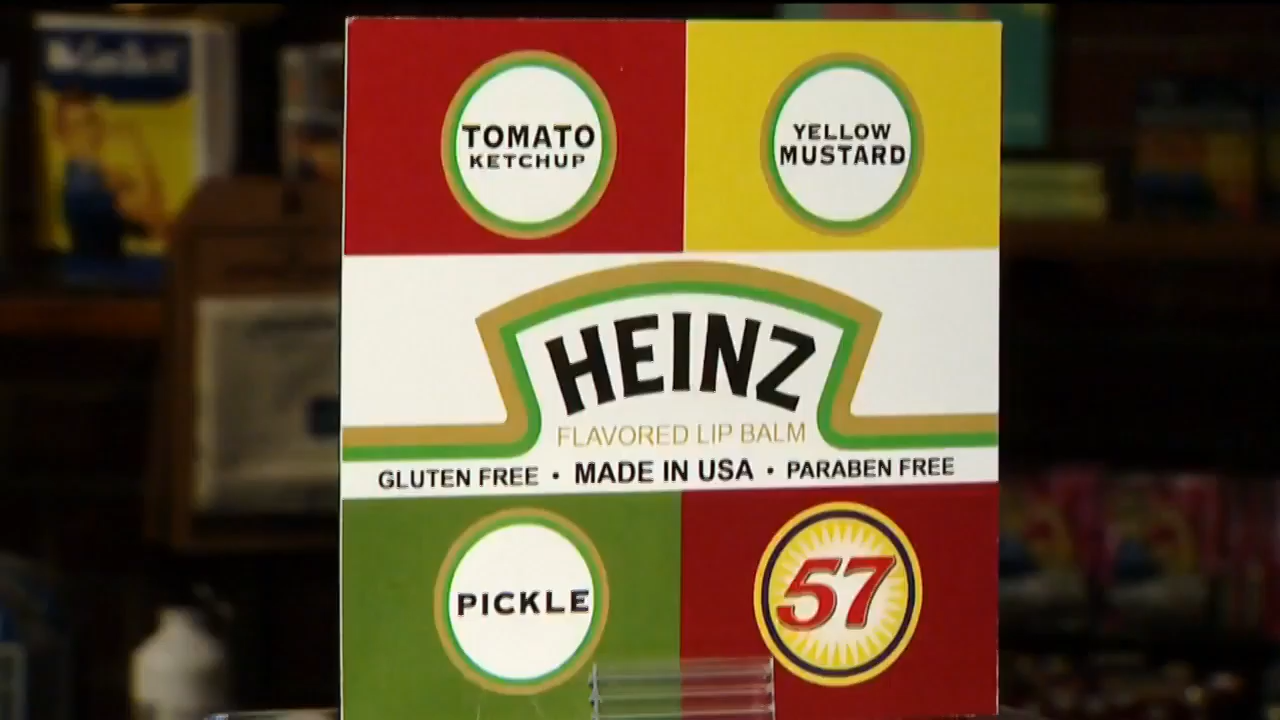 TOMATO
KETCHUP
YELLOW
MUSTARD
HEINZ
FLAVORED LIP BALM
GLUTEN FREE • MADE IN USA • PARABEN FREE
PICKLE
57